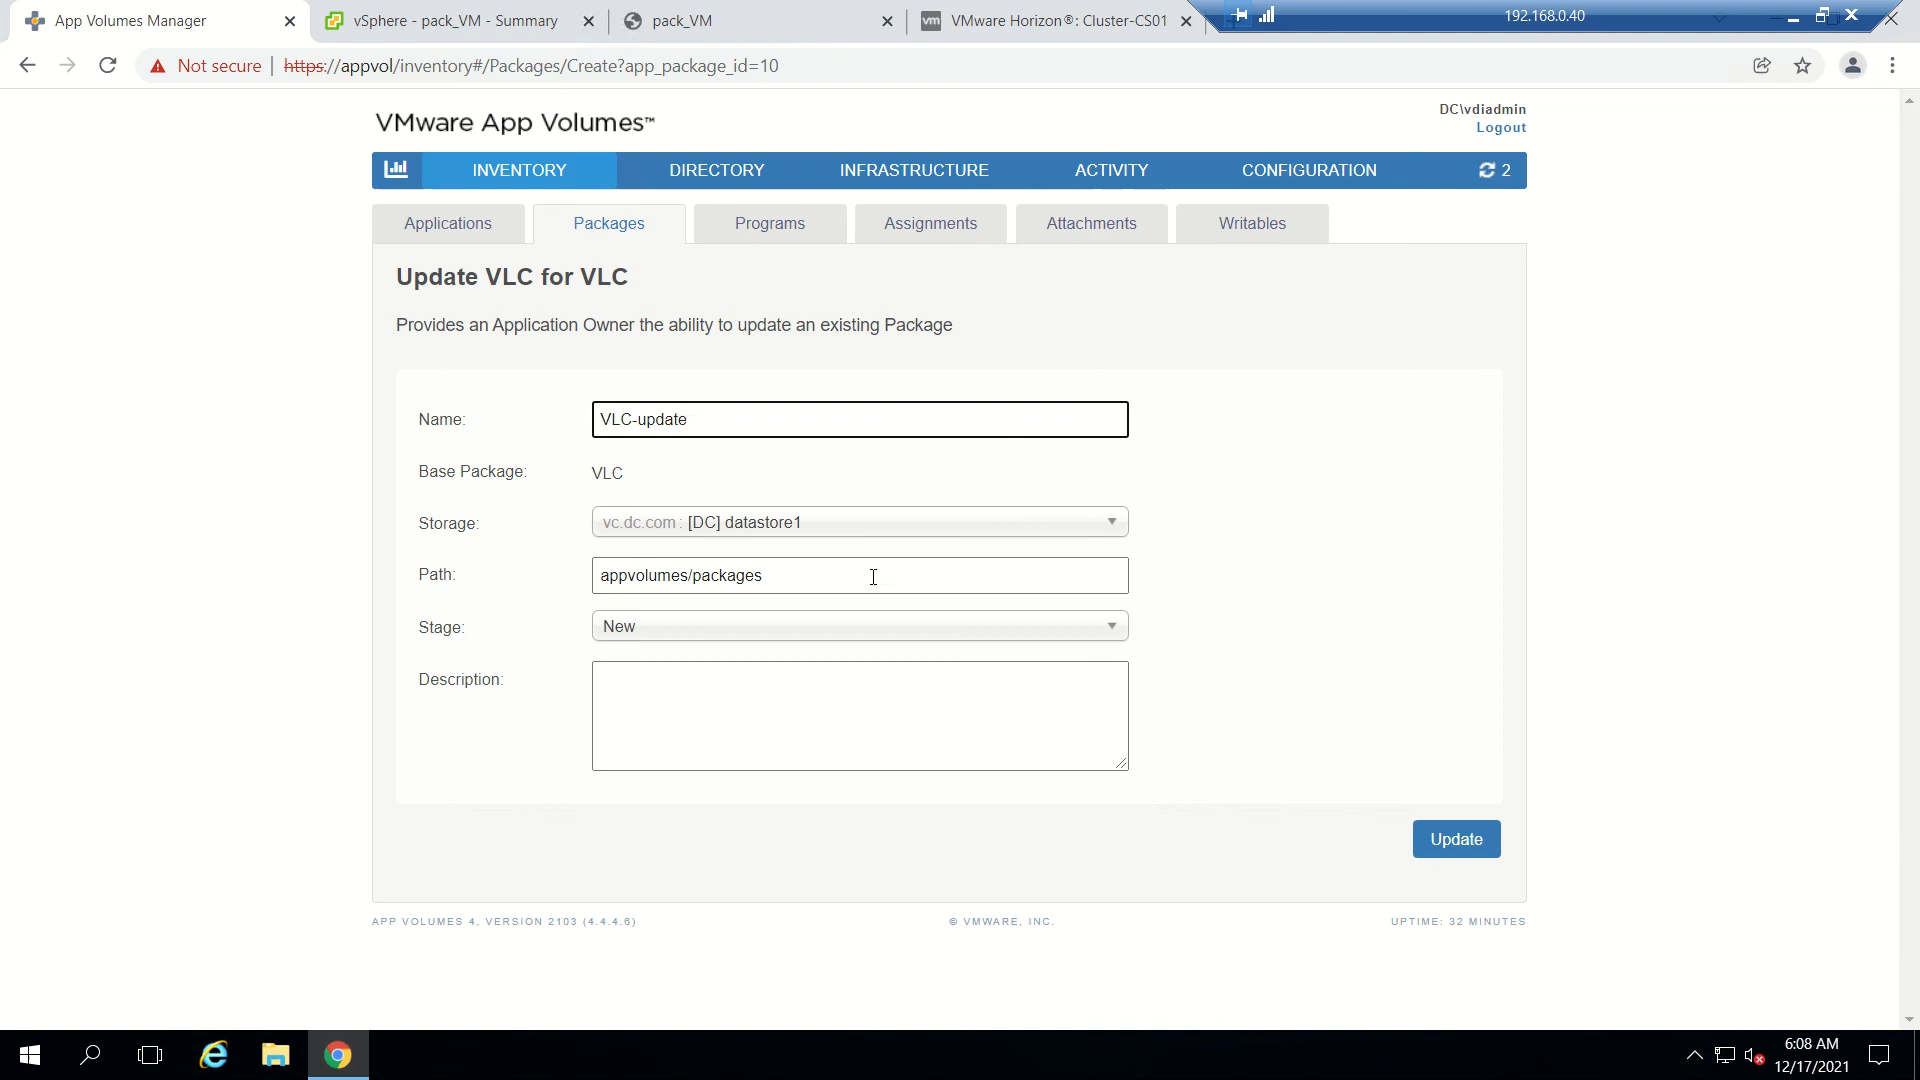 App Volumes Manager
vSphere - pack_VM - Summary
pack_VM
vm VMware Horizon®: Cluster-CS01
192.168.0.40
Not secure | https://appvol/inventory#/Packages/Create?app_package_id=10
DC\vdiadmin
VMware App Volumes™
Logout
INVENTORY DIRECTORY INFRASTRUCTURE ACTIVITY CONFIGURATION 2
Applications Packages Programs Assignments Attachments Writables
Update VLC for VLC
Provides an Application Owner the ability to update an existing Package
Name: VLC-update
Base Package: VLC
Storage: vc.dc.com : [DC] datastore1
Path: appvolumes/packages
Stage: New
Description:
Update
APP VOLUMES 4, VERSION 2103 (4.4.4.6) © VMWARE, INC. UPTIME: 32 MINUTES
6:08 AM
12/17/2021